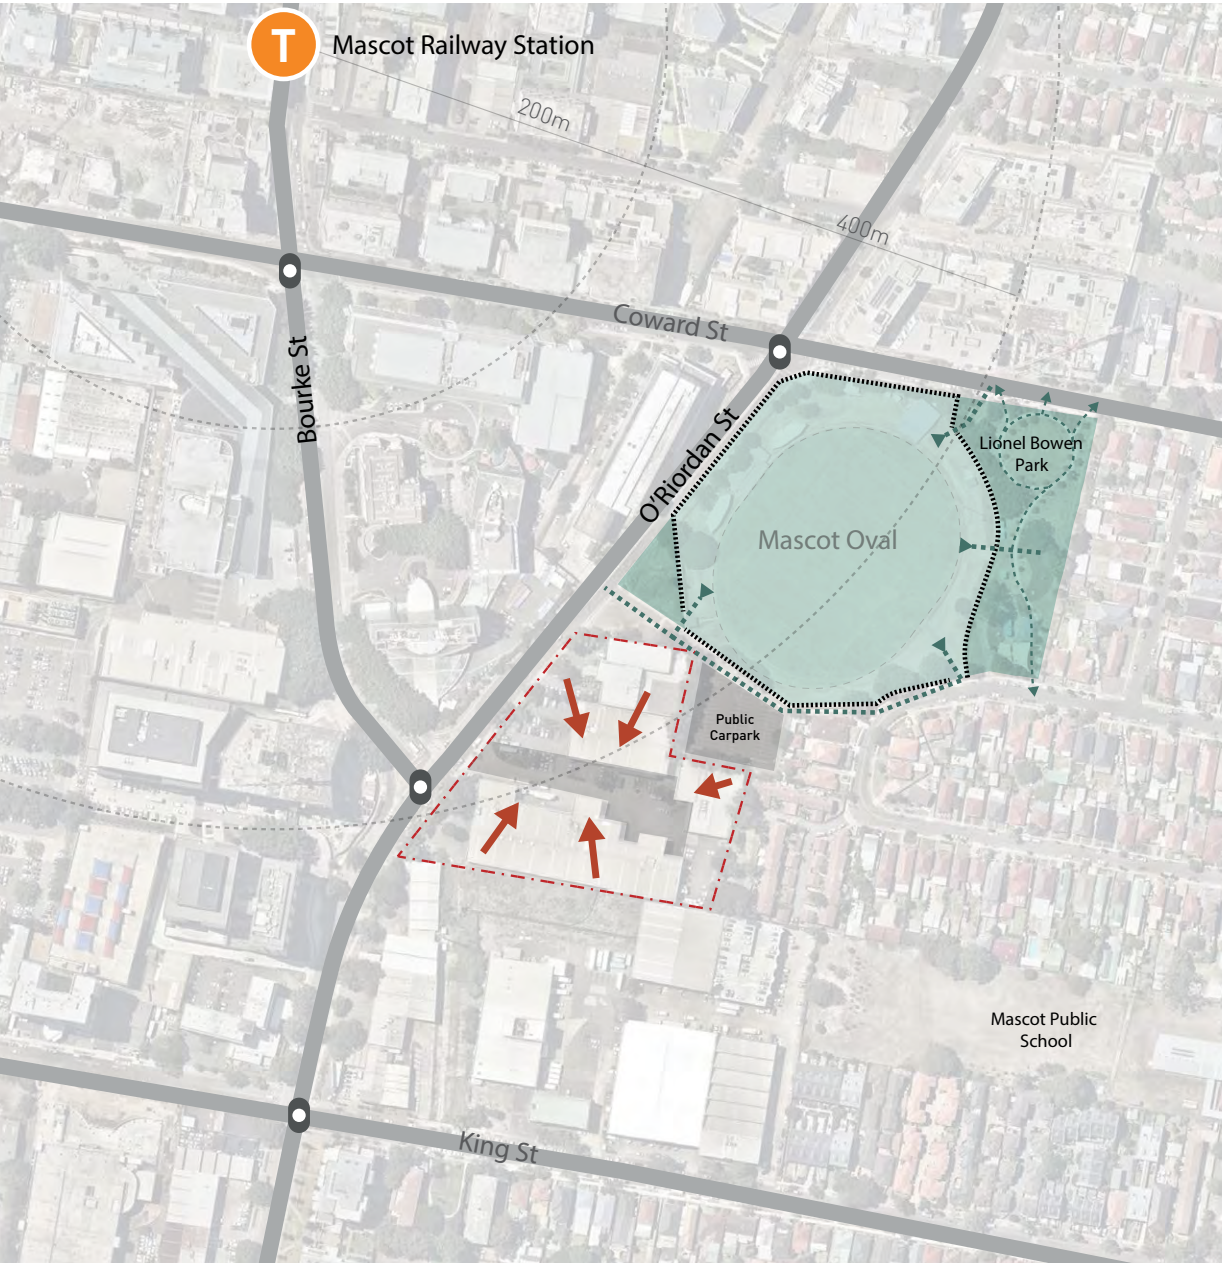 T
Mascot Railway Station
200m
400m
Coward St
Bourke St
O'Riordan St
Lionel Bowen
Park
Mascot Oval
Public
Carpark
Mascot Public
School
King St